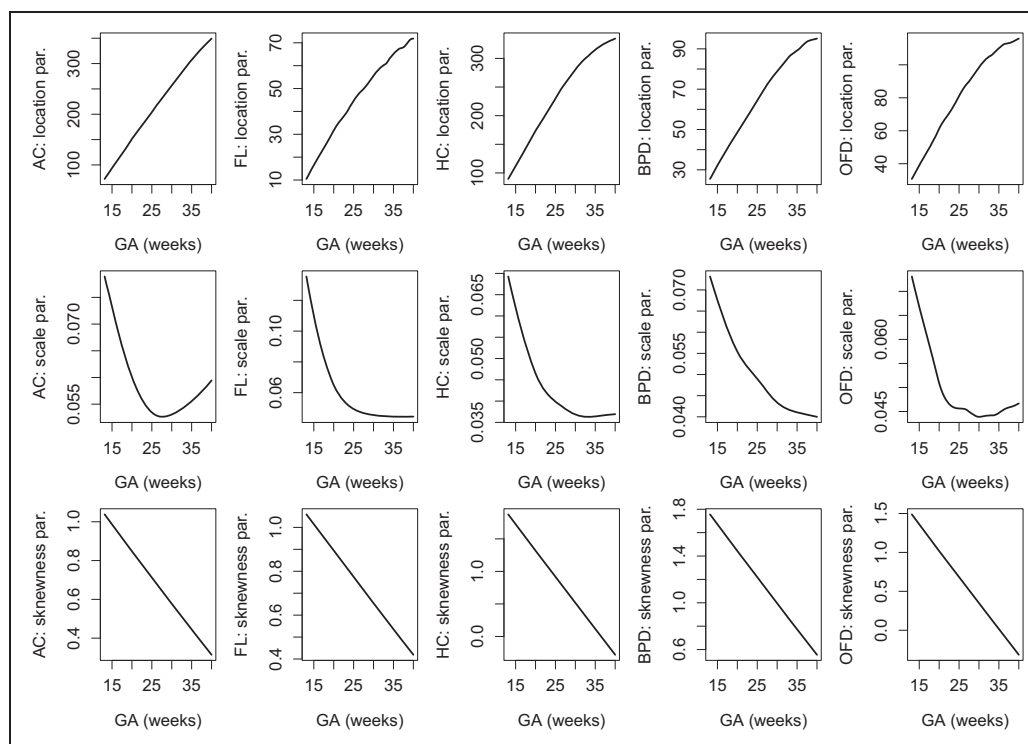 AC: location par.
100 200 300
15 25 35
GA (weeks)
FL: location par.
10 30 50 70
15 25 35
GA (weeks)
HC: location par.
100 200 300
15 25 35
GA (weeks)
BPD: location par.
30 50 70 90
15 25 35
GA (weeks)
OFD: location par.
40 60 80
15 25 35
GA (weeks)
AC: scale par.
0.055 0.070
15 25 35
GA (weeks)
FL: scale par.
0.06 0.10
15 25 35
GA (weeks)
HC: scale par.
0.035 0.050 0.065
15 25 35
GA (weeks)
BPD: scale par.
0.040 0.055 0.070
15 25 35
GA (weeks)
OFD: scale par.
0.045 0.060
15 25 35
GA (weeks)
AC: sknewness par.
0.4 0.6 0.8 1.0
15 25 35
GA (weeks)
FL: sknewness par.
0.4 0.6 0.8 1.0
15 25 35
GA (weeks)
HC: sknewness par.
0.0 1.0
15 25 35
GA (weeks)
BPD: sknewness par.
0.6 1.0 1.4 1.8
15 25 35
GA (weeks)
OFD: sknewness par.
0.0 0.5 1.0 1.5
15 25 35
GA (weeks)